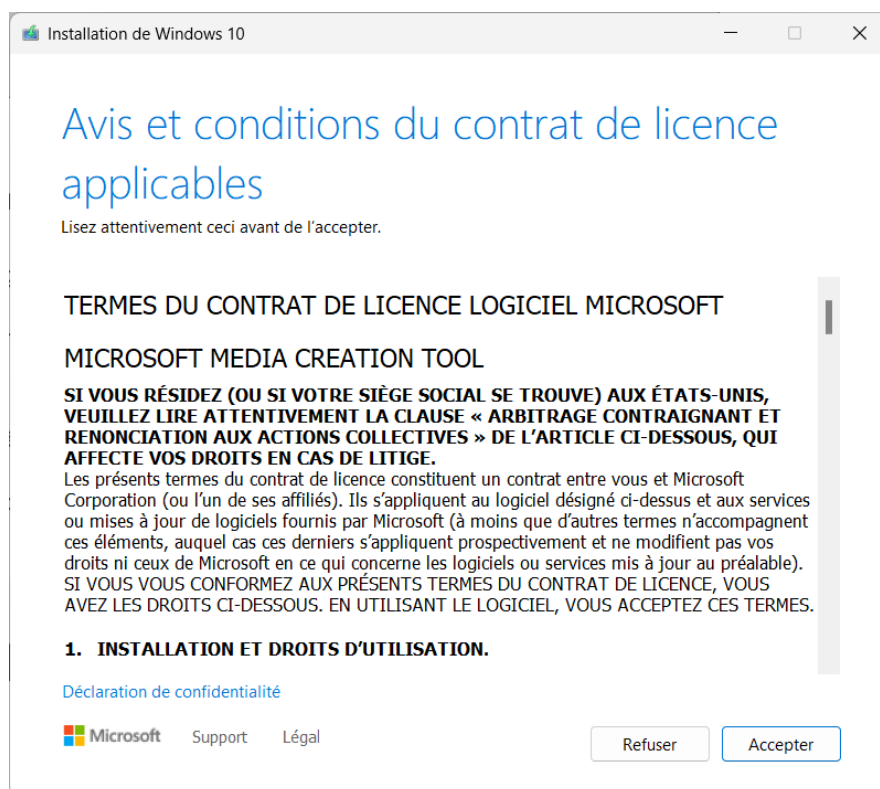 Installation de Windows 10
Avis et conditions du contrat de licence
applicables
Lisez attentivement ceci avant de l’accepter.
TERMES DU CONTRAT DE LICENCE LOGICIEL MICROSOFT
MICROSOFT MEDIA CREATION TOOL
SI VOUS RÉSIDEZ (OU SI VOTRE SIÈGE SOCIAL SE TROUVE) AUX ÉTATS-UNIS,
VEUILLEZ LIRE ATTENTIVEMENT LA CLAUSE « ARBITRAGE CONTRAIGNANT ET
RENONCIATION AUX ACTIONS COLLECTIVES » DE L’ARTICLE CI-DESSOUS, QUI
AFFECTE VOS DROITS EN CAS DE LITIGE.
Les présents termes du contrat de licence constituent un contrat entre vous et Microsoft
Corporation (ou l’un de ses affiliés). Ils s’appliquent au logiciel désigné ci-dessus et aux services
ou mises à jour de logiciels fournis par Microsoft (à moins que d’autres termes n’accompagnent
ces éléments, auquel cas ces derniers s’appliquent prospectivement et ne modifient pas vos
droits ni ceux de Microsoft en ce qui concerne les logiciels ou services mis à jour au préalable).
SI VOUS VOUS CONFORMEZ AUX PRÉSENTS TERMES DU CONTRAT DE LICENCE, VOUS
AVEZ LES DROITS CI-DESSOUS. EN UTILISANT LE LOGICIEL, VOUS ACCEPTEZ CES TERMES.
1. INSTALLATION ET DROITS D’UTILISATION.
Déclaration de confidentialité
Microsoft Support Légal
Refuser Accepter